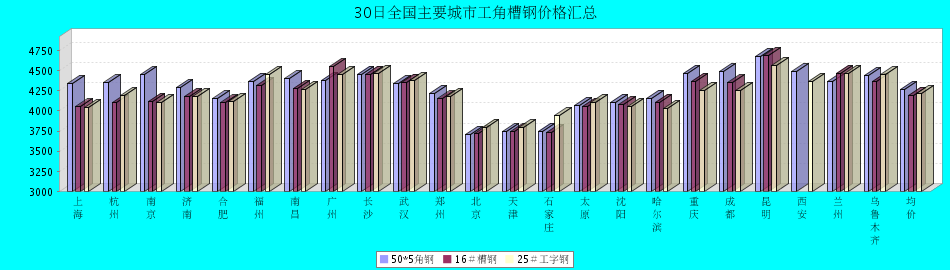 30日全国主要城市工角槽钢价格汇总
4750
4500
4250
4000
3750
3500
3250
3000
上海
杭州
南京
济南
合肥
福州
南昌
广州
长沙
武汉
郑州
北京
天津
石家庄
太原
沈阳
哈尔滨
重庆
成都
昆明
西安
兰州
乌鲁木齐
均价
50*5角钢
16#槽钢
25#工字钢